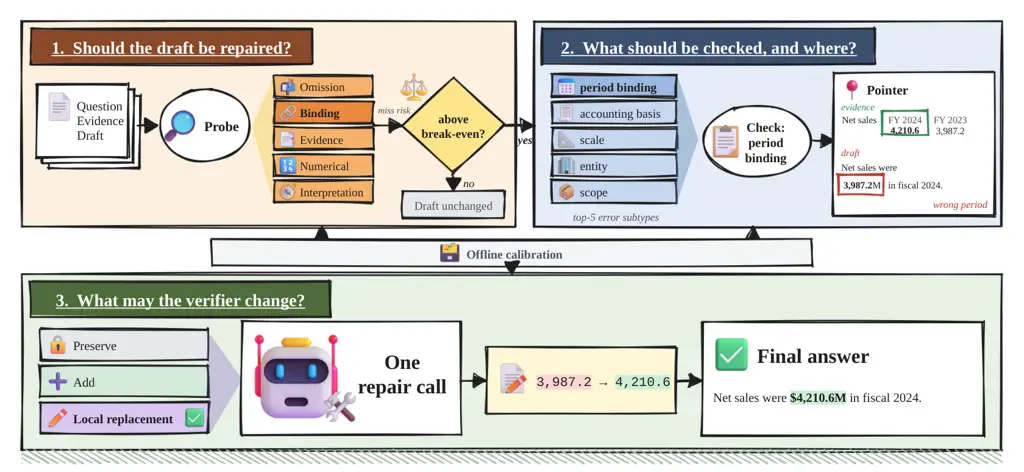 1. Should the draft be repaired?
Question
Evidence
Draft
Probe
Omission
Binding
Evidence
Numerical
Interpretation
miss risk
above
break-even?
yes
no
Draft unchanged
2. What should be checked, and where?
period binding
accounting basis
scale
entity
scope
top-5 error subtypes
Check:
period
binding
Pointer
evidence
Net sales FY 2024 FY 2023
4,210.6 3,987.2
draft
Net sales were
3,987.2M in fiscal 2024.
wrong period
Offline calibration
3. What may the verifier change?
Preserve
Add
Local replacement
One
repair call
3,987.2 → 4,210.6
Final answer
Net sales were $4,210.6M in fiscal 2024.